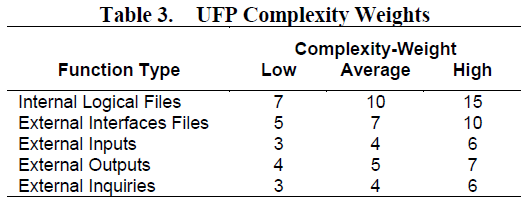 Table 3. UFP Complexity Weights
Complexity-Weight
Function Type Low Average High
Internal Logical Files 7 10 15
External Interfaces Files 5 7 10
External Inputs 3 4 6
External Outputs 4 5 7
External Inquiries 3 4 6